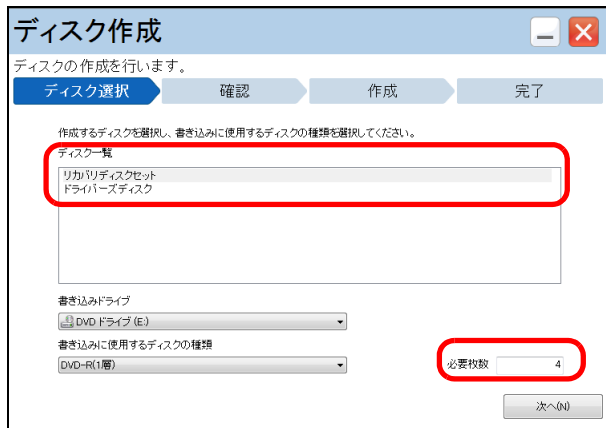 ディスク作成
ディスクの作成を行います。
ディスク選択 確認 作成 完了
作成するディスクを選択し、書き込みに使用するディスクの種類を選択してください。
ディスク一覧
リカバリディスクセット
ドライバーズディスク
書き込みドライブ
DVD ドライブ (E:)
書き込みに使用するディスクの種類
DVD-R(1層) 必要枚数 4
次へ(N)